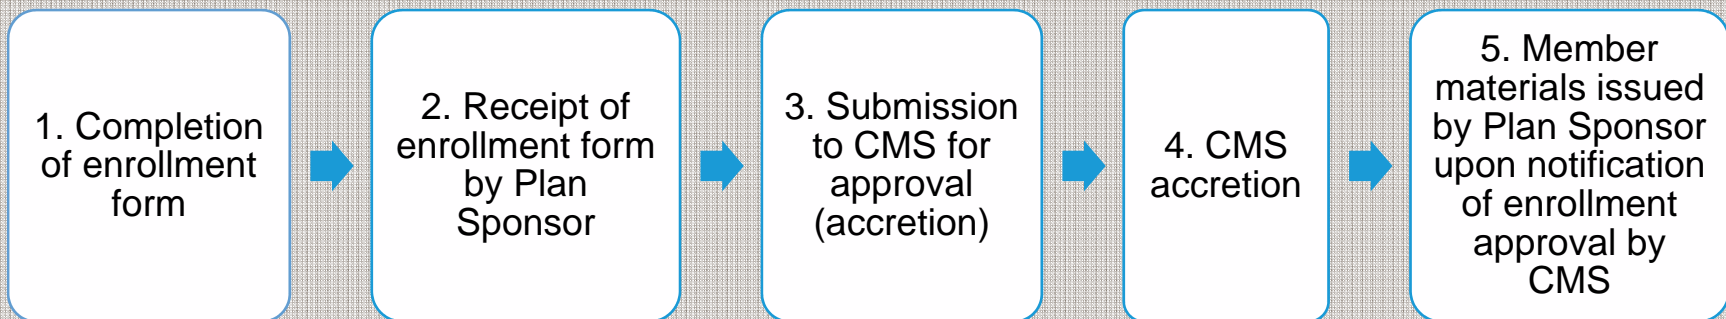 1. Completion
of enrollment
form
2. Receipt of
enrollment form
by Plan
Sponsor
3. Submission
to CMS for
approval
(accretion)
4. CMS
accretion
5. Member
materials issued
by Plan Sponsor
upon notification
of enrollment
approval by
CMS